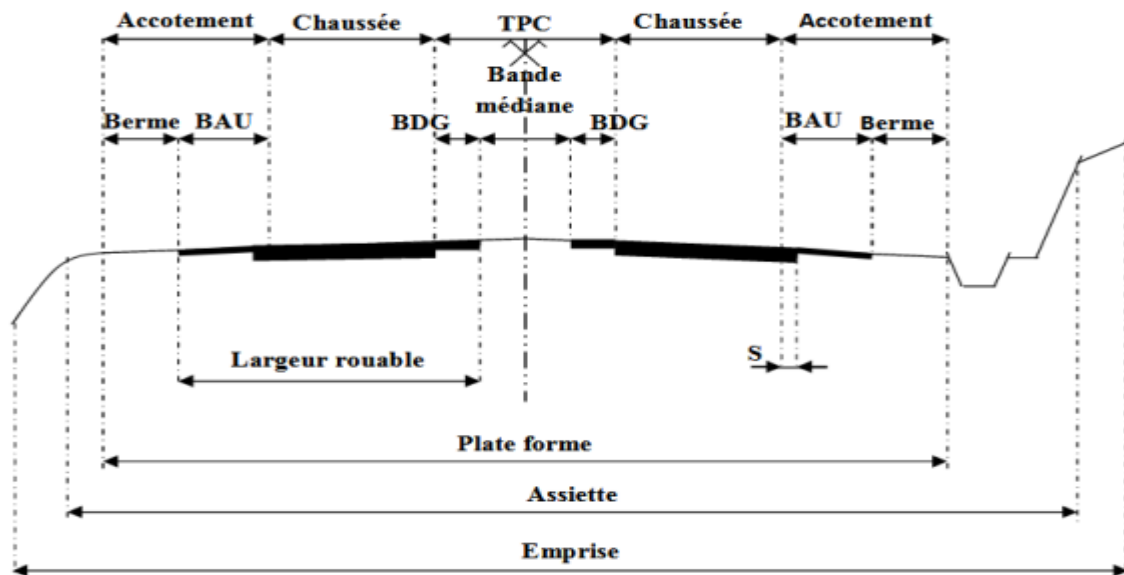 Accotement Chaussée TPC Chaussée Accotement
Bande
médiane
Berme BAU BDG BDG BAU Berme
Largeur rouable S
Plate forme
Assiette
Emprise